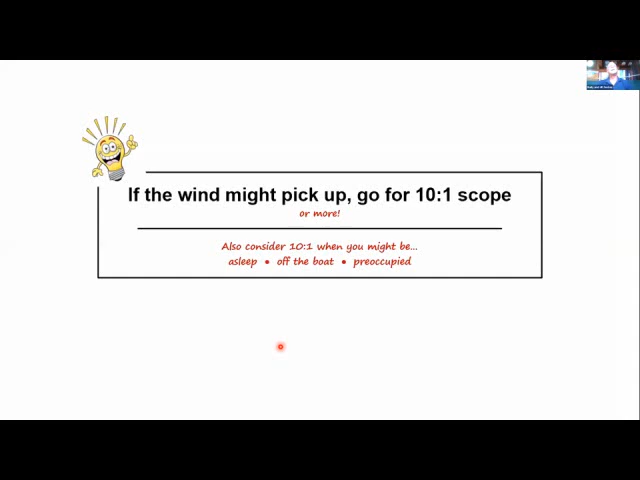 If the wind might pick up, go for 10:1 scope
or more!
Also consider 10:1 when you might be...
asleep • off the boat • preoccupied